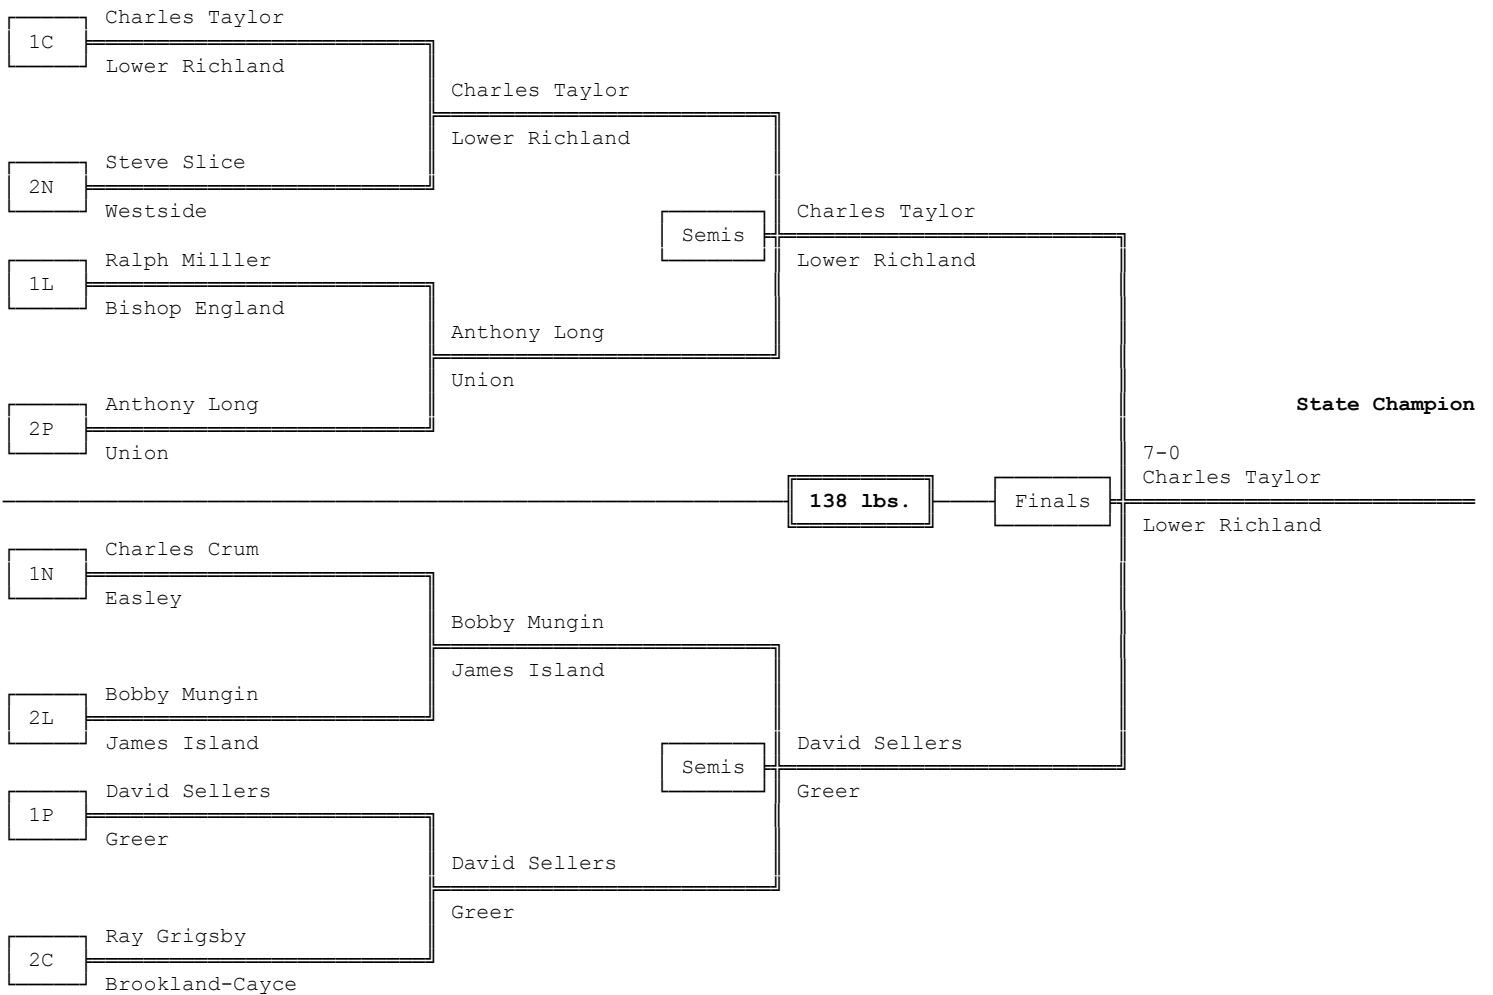 Charles Taylor
1C
Lower Richland
Charles Taylor
Lower Richland
Steve Slice
2N
Westside
Charles Taylor
Semis
Lower Richland
Ralph Milller
1L
Bishop England
Anthony Long
Union
Anthony Long
State Champion
2P
Union
7-0
Charles Taylor
138 lbs.
Finals
Lower Richland
Charles Crum
1N
Easley
Bobby Mungin
James Island
Bobby Mungin
2L
James Island
David Sellers
Semis
Greer
David Sellers
1P
Greer
David Sellers
Greer
Ray Grigsby
2C
Brookland-Cayce